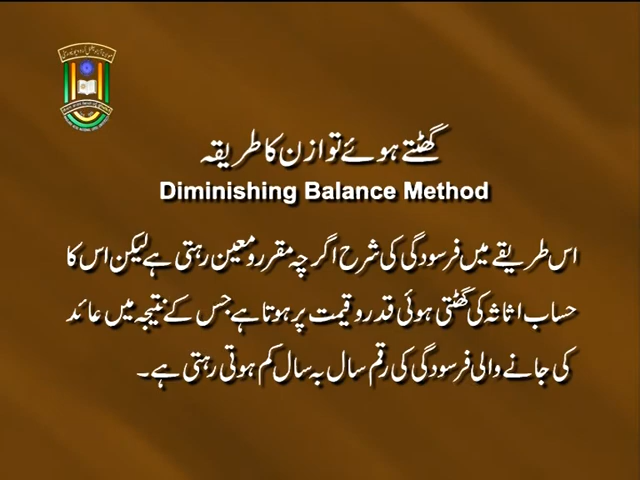 گھٹتے ہوئے توازن کا طریقہ
Diminishing Balance Method
اس طریقے میں فرسودگی کی شرح اگرچہ مقرر و معین رہتی ہے لیکن اس کا
حساب اثاثہ کی گھٹتی ہوئی قدر و قیمت پر ہوتا ہے جس کے نتیجہ میں عائد
کی جانے والی فرسودگی کی رقم سال بہ سال کم ہوتی رہتی ہے۔